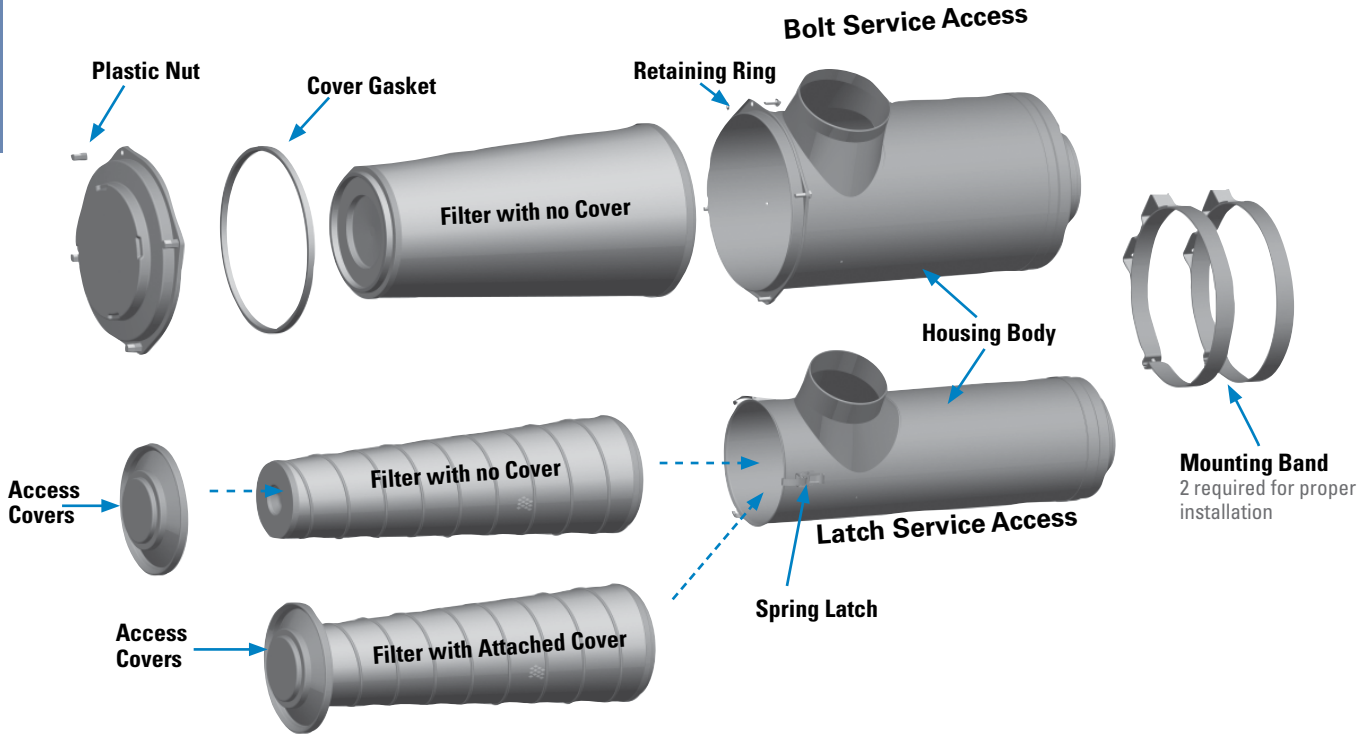 Bolt Service Access
Plastic Nut
Cover Gasket
Retaining Ring
Filter with no Cover
Housing Body
Mounting Band
2 required for proper
installation
Access
Covers
Filter with no Cover
Latch Service Access
Spring Latch
Access
Covers
Filter with Attached Cover